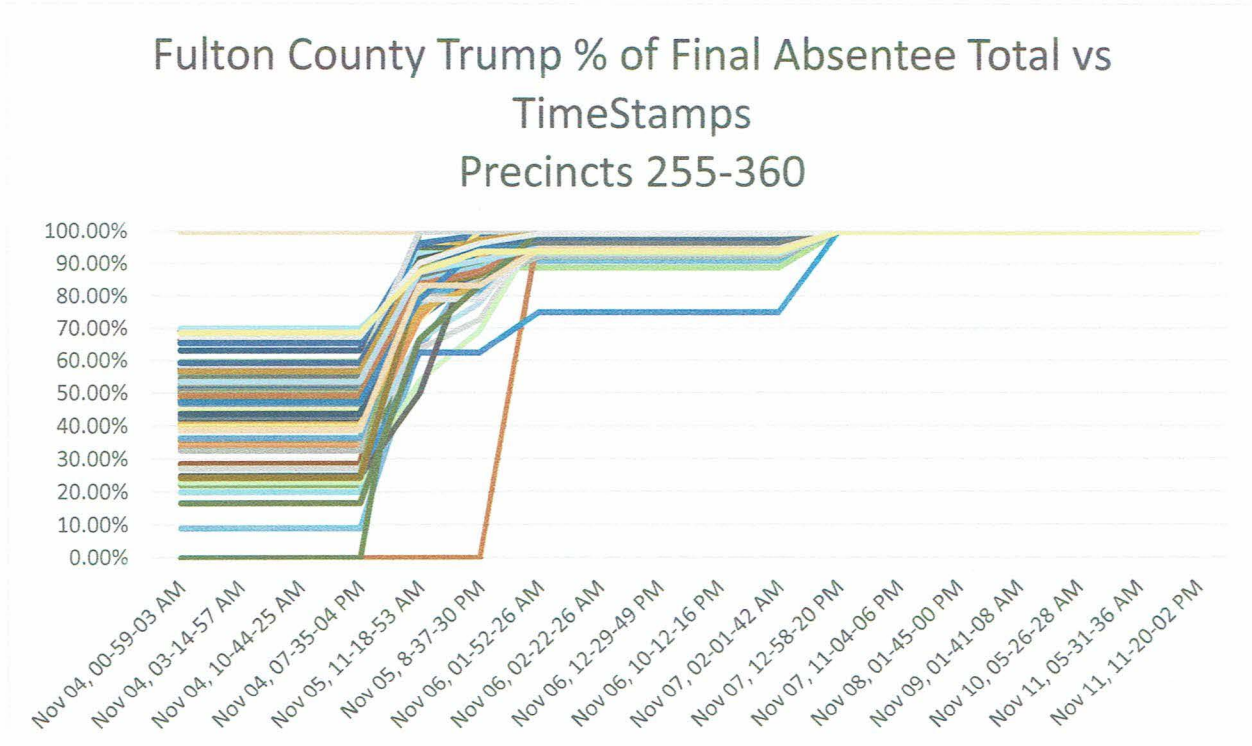 Fulton County Trump % of Final Absentee Total vs
TimeStamps
Precincts 255-360
100.00%
90.00%
80.00%
70.00%
60.00%
50.00%
40.00%
30.00%
20.00%
10.00%
0.00%
Nov 04, 00-59-03 AM
Nov 04, 03-14-57 AM
Nov 04, 10-44-25 AM
Nov 04, 07-35-04 PM
Nov 05, 11-18-53 AM
Nov 05, 8-37-30 PM
Nov 06, 01-52-26 AM
Nov 06, 02-22-26 AM
Nov 06, 12-29-49 PM
Nov 06, 10-12-16 PM
Nov 07, 02-01-42 AM
Nov 07, 12-58-20 PM
Nov 07, 11-04-06 PM
Nov 08, 01-45-00 PM
Nov 09, 01-41-08 AM
Nov 10, 05-26-28 AM
Nov 11, 05-31-36 AM
Nov 11, 11-20-02 PM